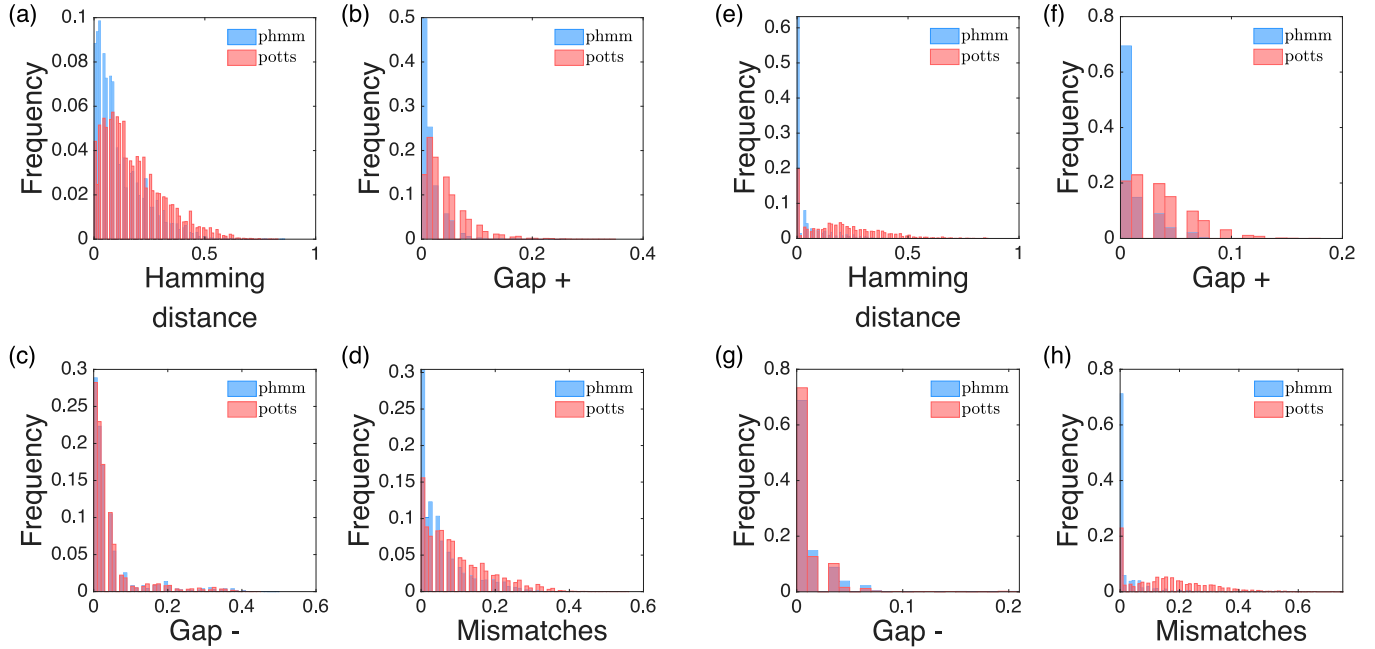 (a)
0.1
0.08
0.06
0.04
0.02
0
Frequency
phmm
potts
0
0.5
1
Hamming
distance
(b)
0.5
0.4
0.3
0.2
0.1
0
Frequency
phmm
potts
0
0.2
0.4
Gap +
(e)
0.6
0.5
0.4
0.3
0.2
0.1
0
Frequency
phmm
potts
0
0.5
1
Hamming
distance
(f)
0.8
0.6
0.4
0.2
0
Frequency
phmm
potts
0
0.1
0.2
Gap +
(c)
0.3
0.25
0.2
0.15
0.1
0.05
0
Frequency
phmm
potts
0
0.2
0.4
0.6
Gap -
(d)
0.3
0.25
0.2
0.15
0.1
0.05
0
Frequency
phmm
potts
0
0.2
0.4
0.6
Mismatches
(g)
0.8
0.6
0.4
0.2
0
Frequency
phmm
potts
0
0.1
0.2
Gap -
(h)
0.8
0.6
0.4
0.2
0
Frequency
phmm
potts
0
0.2
0.4
0.6
Mismatches